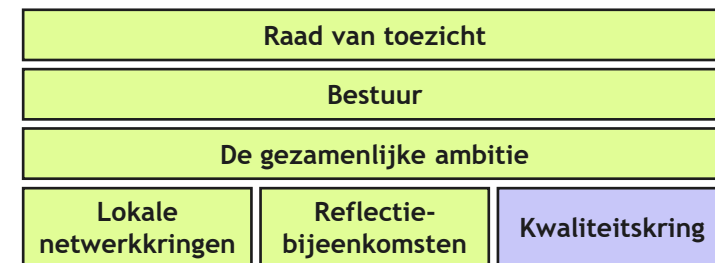 Raad van toezicht
Bestuur
De gezamenlijke ambitie
Lokale
netwerkkringen
Reflectie-
bijeenkomsten
Kwaliteitskring